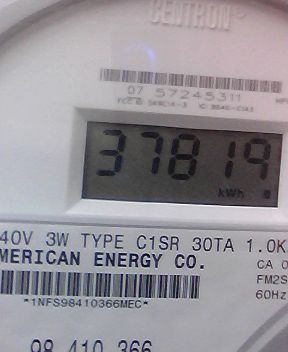 CENTRON®
07 57245311
37819
kWh
40V 3W TYPE C1SR 30TA 1.0K
MERICAN ENERGY CO.
CA 0
FM2S
60Hz
*1NFS98410366MEC*
98 410 366